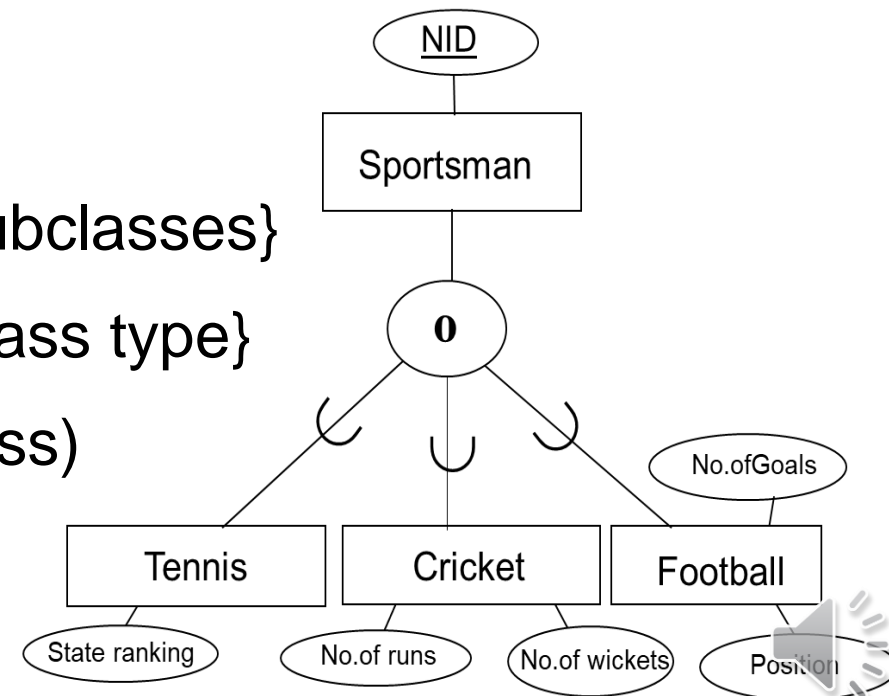 NID
Sportsman
ubclasses}
ass type}
ss)
0
No.ofGoals
Tennis
Cricket
Football
State ranking
No.of runs
No.of wickets
Position